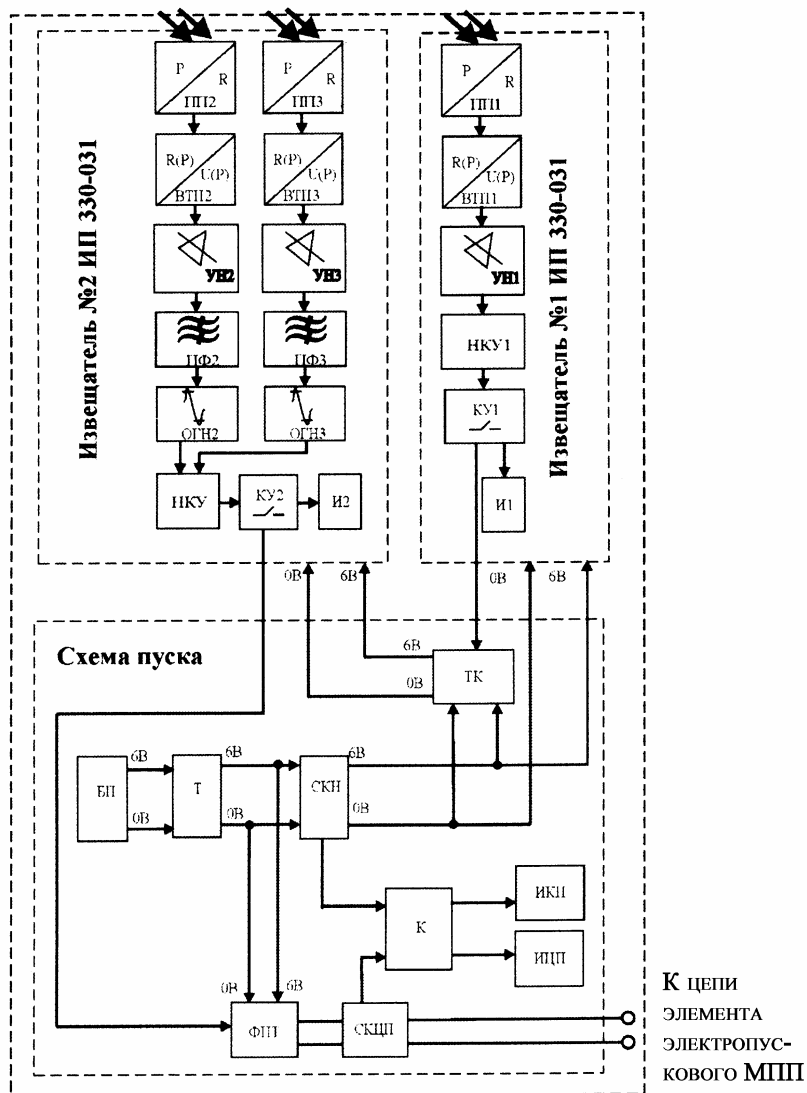 P R ПП2
P R ПП3
P R ПП1
R(P) U(P) ВТП2
R(P) U(P) ВТП3
R(P) U(P) ВТП1
УН2
УН3
УН1
ПФ2
ПФ3
НКУ1
ОГН2
ОГН3
КУ1
НКУ
КУ2
И2
И1
Извещатель №2 ИП 330-031
Извещатель №1 ИП 330-031
0В 6В
0В 6В
Схема пуска
6В
0В
ТК
БП
6В
0В
Т
6В
0В
СКН
6В
0В
К
ИКП
ИЦП
0В 6В
ФП
СКЦП
К ЦЕПИ
ЭЛЕМЕНТА
ЭЛЕКТРОПУС-
КОВОГО МПП